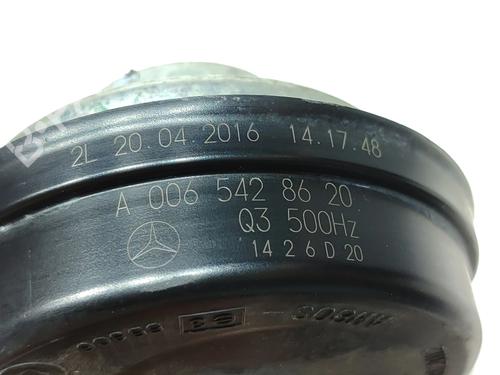 2L 20.04.2016 14.17.48
A 006 542 86 20
Q3 500Hz
14 2 6 D 20